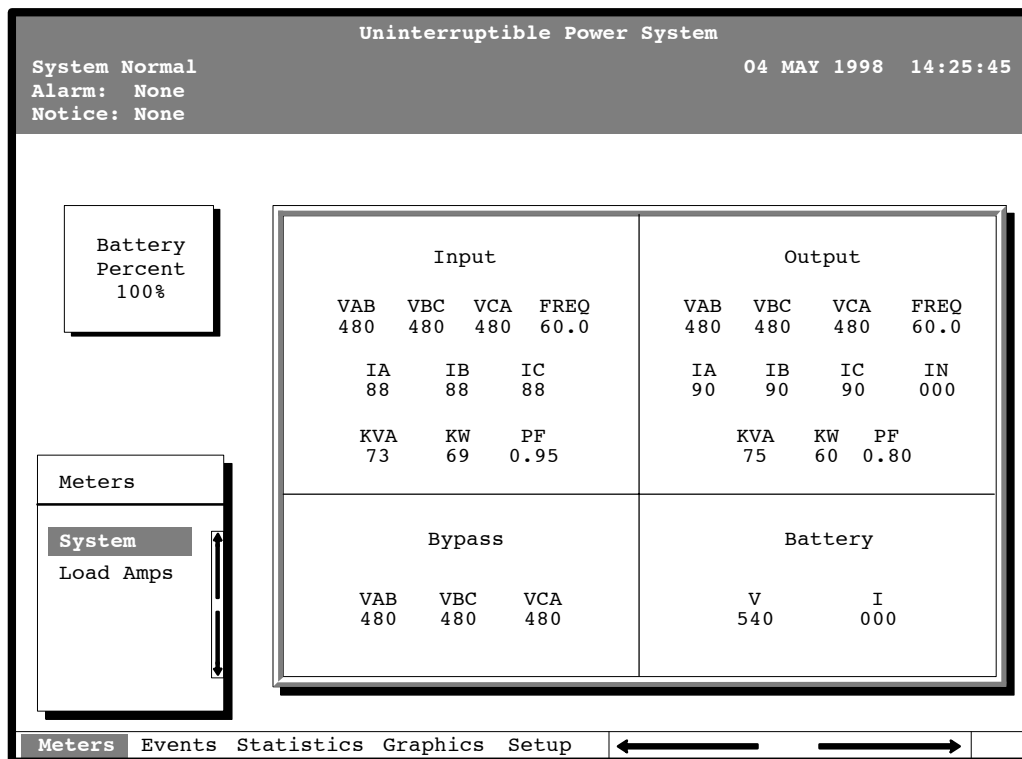 Uninterruptible Power System
System Normal 04 MAY 1998 14:25:45
Alarm: None
Notice: None
Battery
Percent
100%
Input
VAB VBC VCA FREQ
480 480 480 60.0
IA IB IC
88 88 88
KVA KW PF
73 69 0.95
Output
VAB VBC VCA FREQ
480 480 480 60.0
IA IB IC IN
90 90 90 000
KVA KW PF
75 60 0.80
Meters
System
Load Amps
Bypass
VAB VBC VCA
480 480 480
Battery
V I
540 000
Meters Events Statistics Graphics Setup